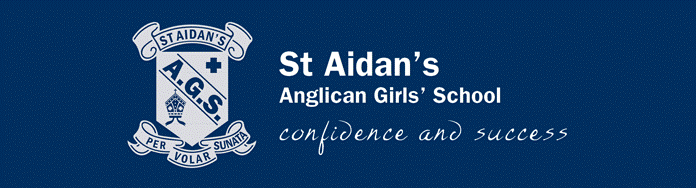 ST AIDAN'S
A.G.S.
PER VOLAR SUNATA
St Aidan's
Anglican Girls' School
confidence and success